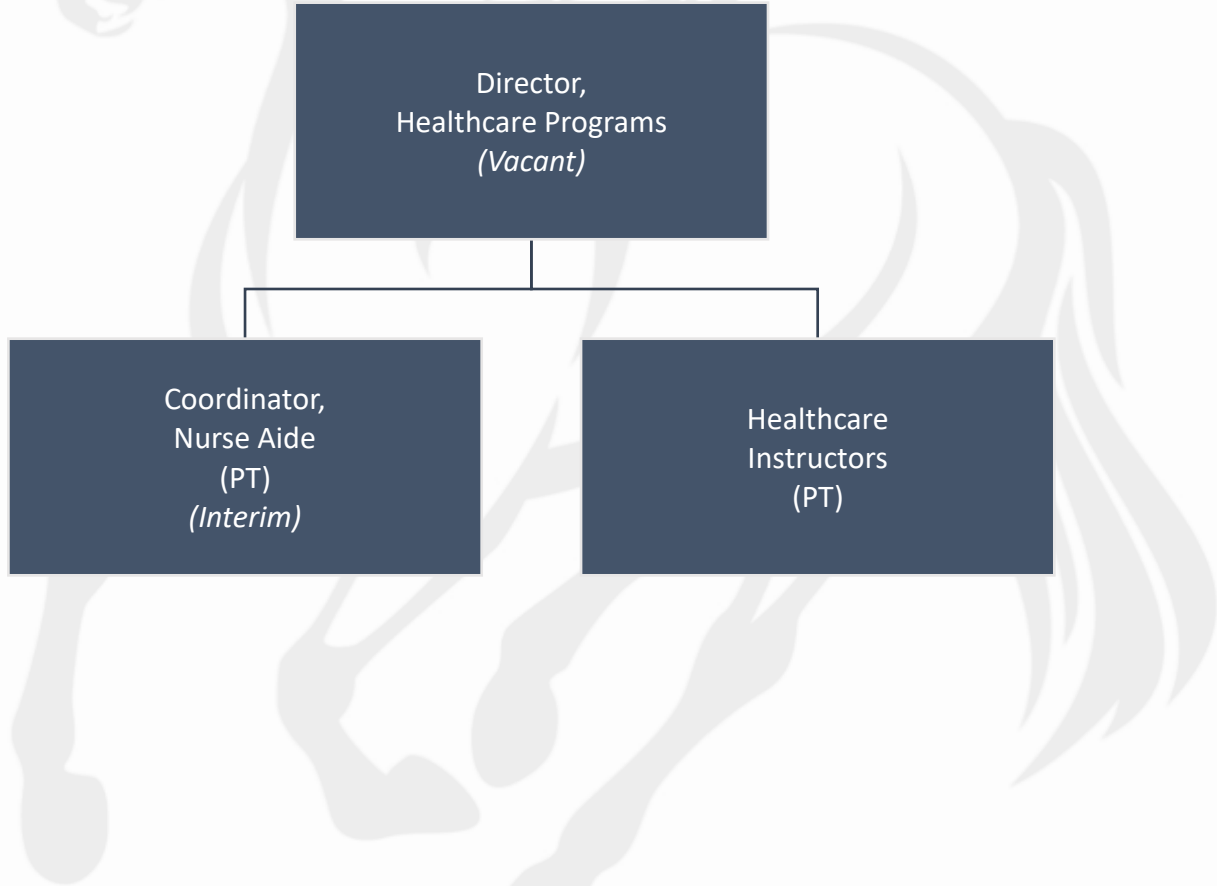 Director,
Healthcare Programs
(Vacant)
Coordinator,
Nurse Aide
(PT)
(Interim)
Healthcare
Instructors
(PT)